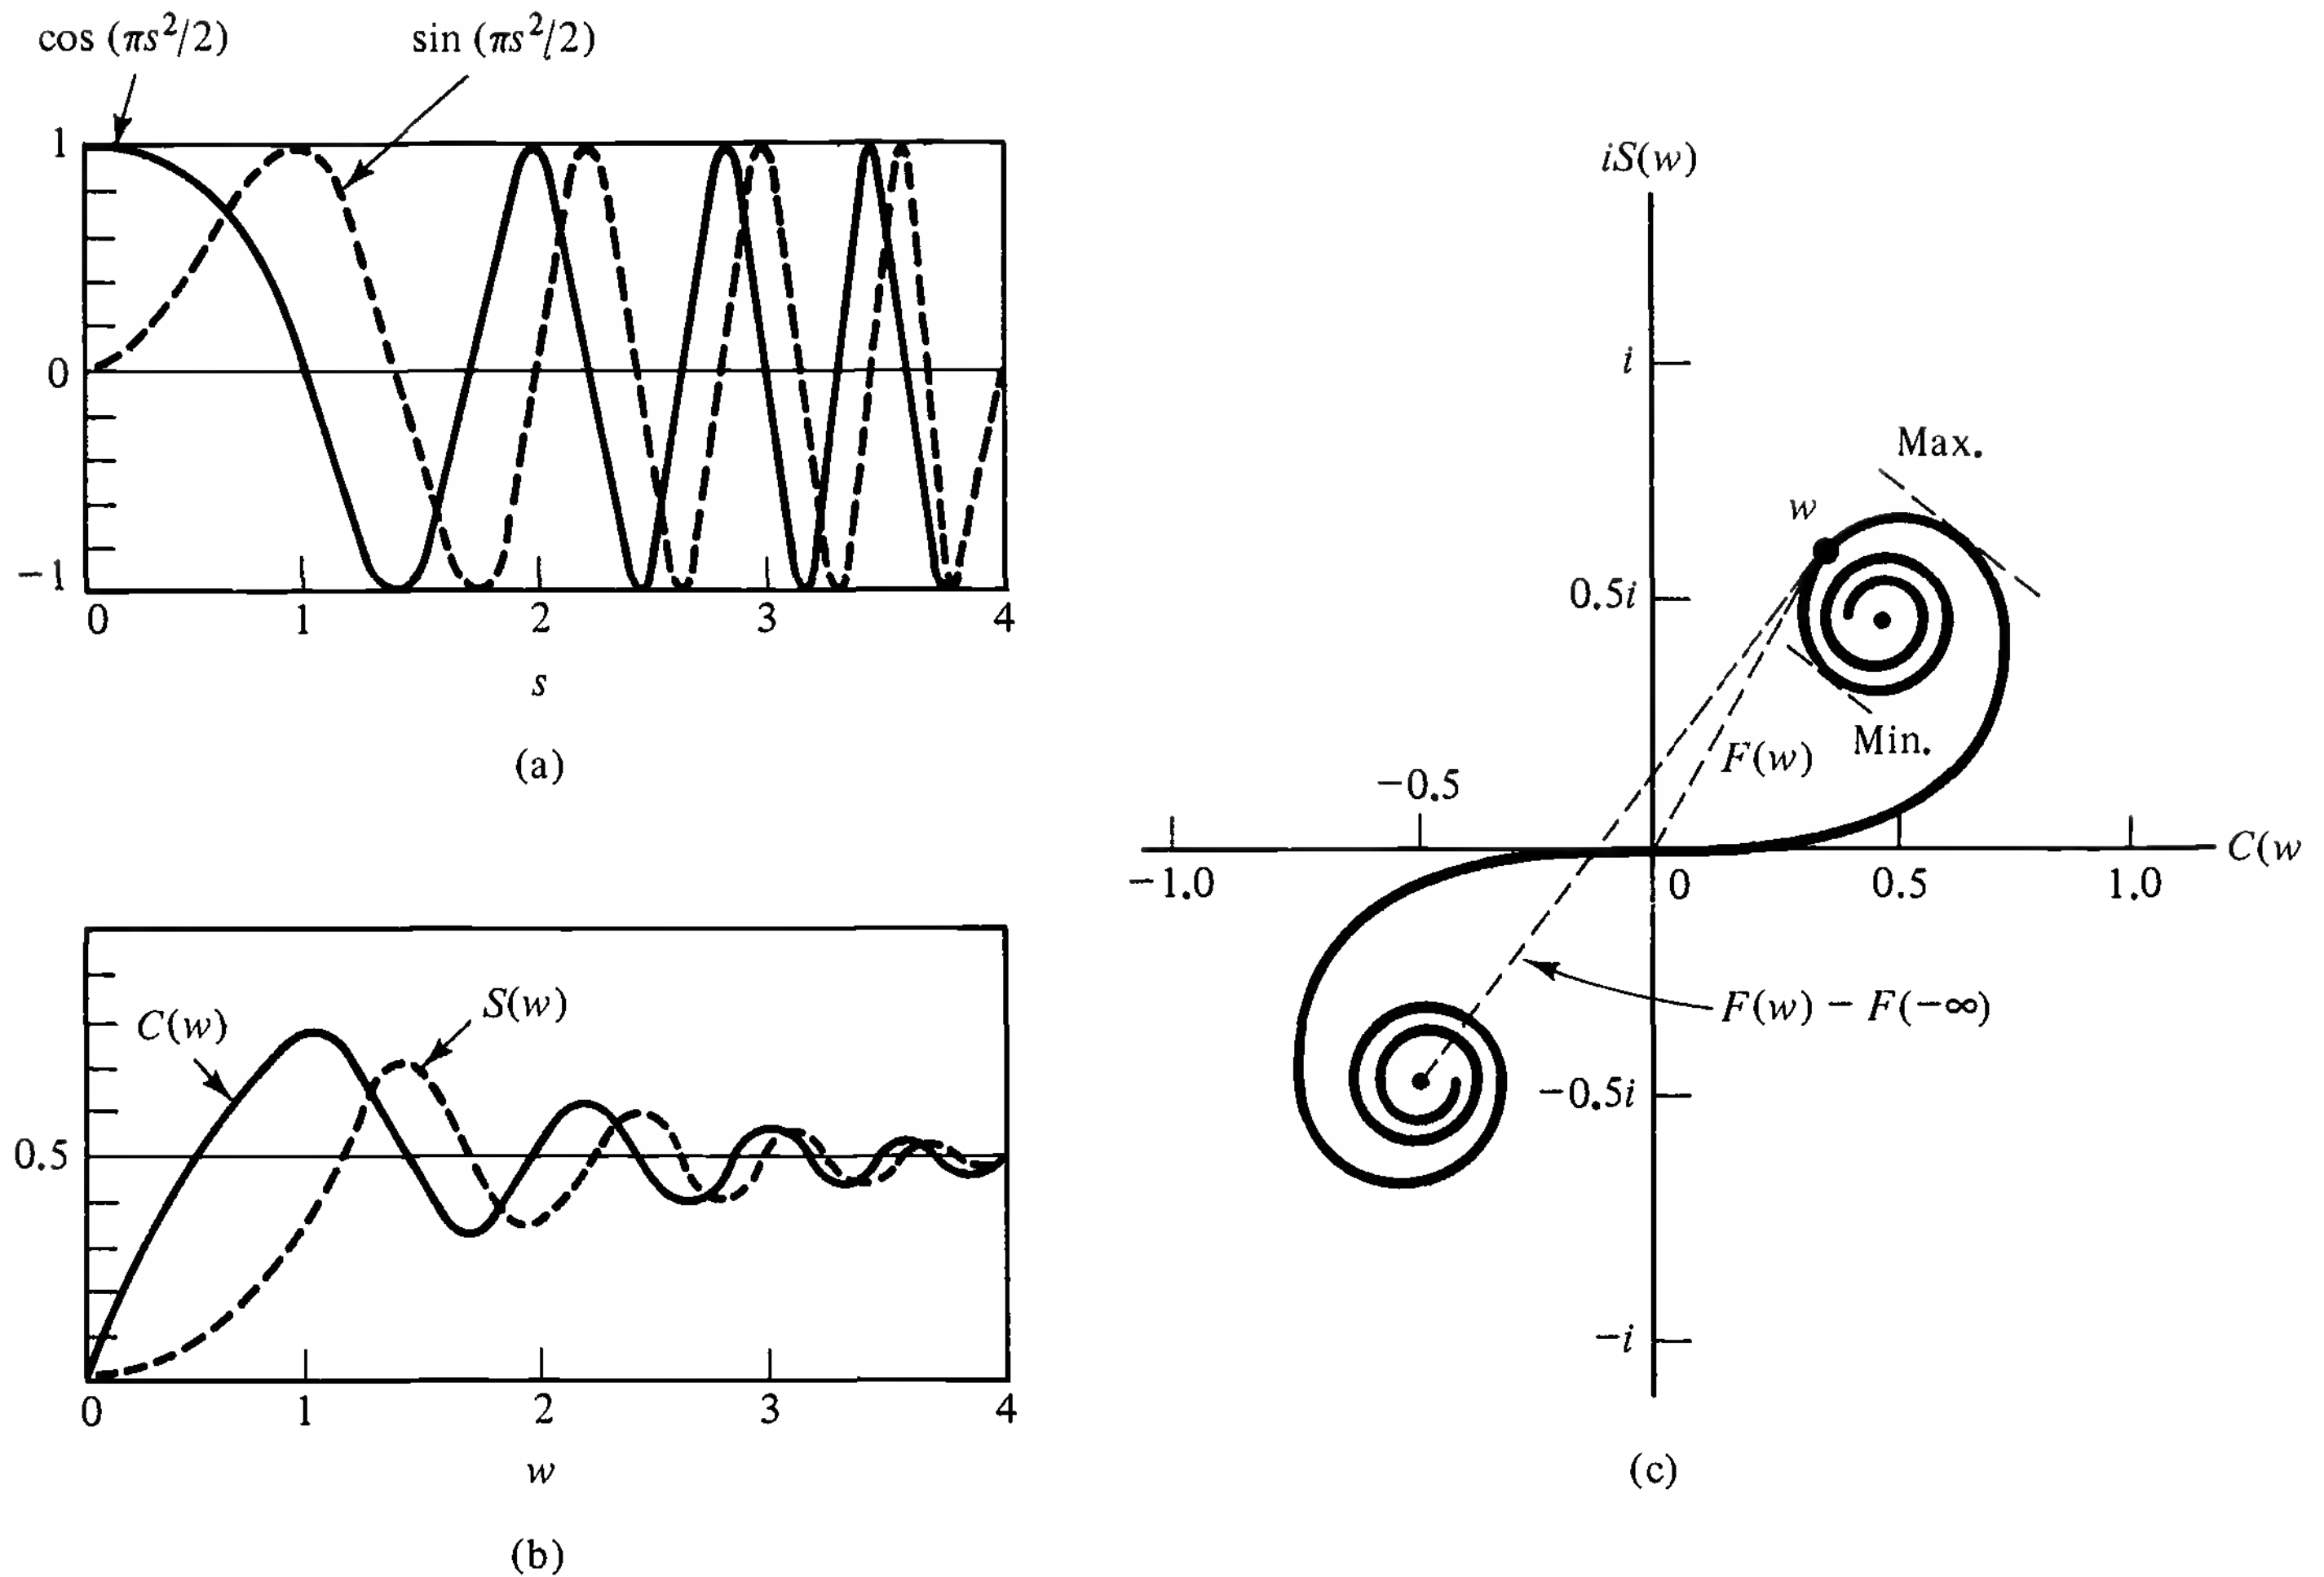 cos (πs²/2)
sin (πs²/2)
1
0
−1
0
1
2
3
4
s
(a)
C(w)
S(w)
0.5
0
1
2
3
4
w
(b)
iS(w)
i
Max.
w
0.5i
Min.
F(w)
−0.5
C(w
−1.0
0
0.5
1.0
F(w) − F(−∞)
−0.5i
−i
(c)